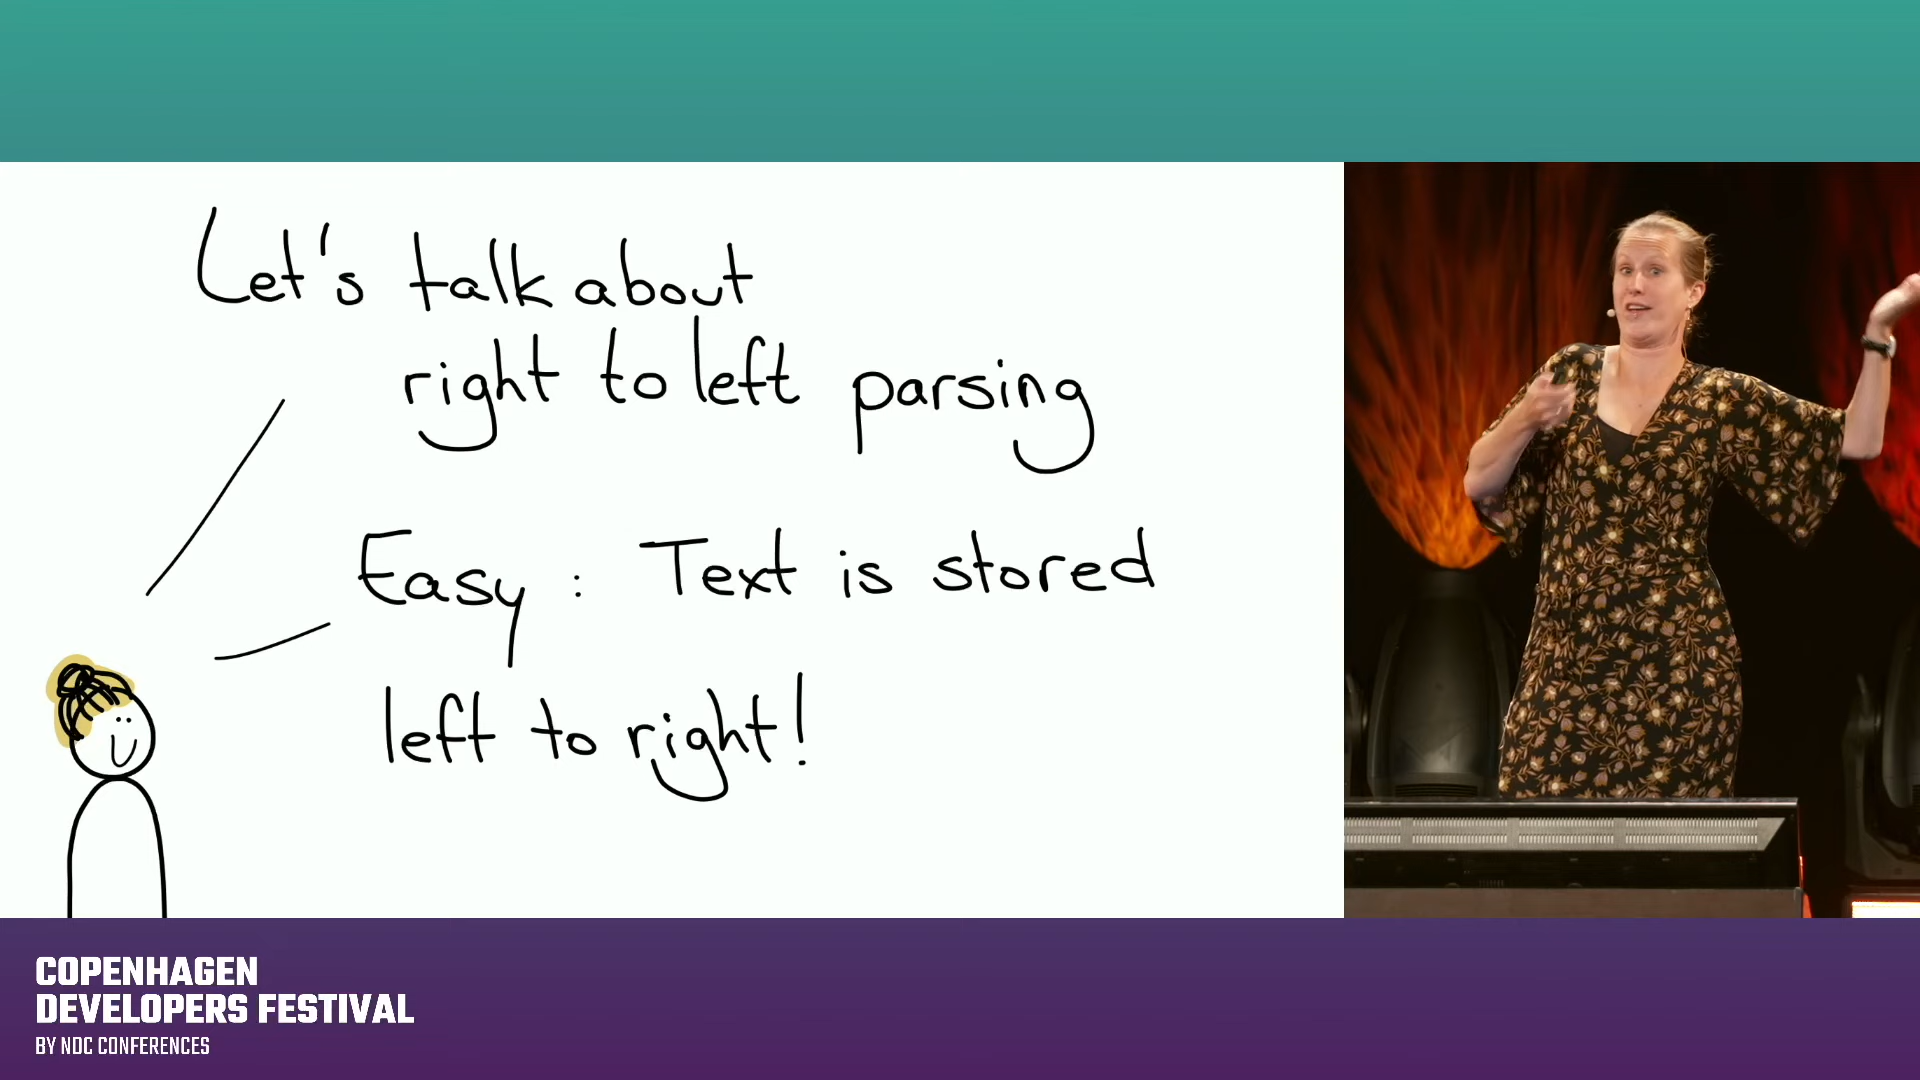 Let's talk about
right to left parsing
Easy : Text is stored
left to right!
COPENHAGEN
DEVELOPERS FESTIVAL
BY NDC CONFERENCES